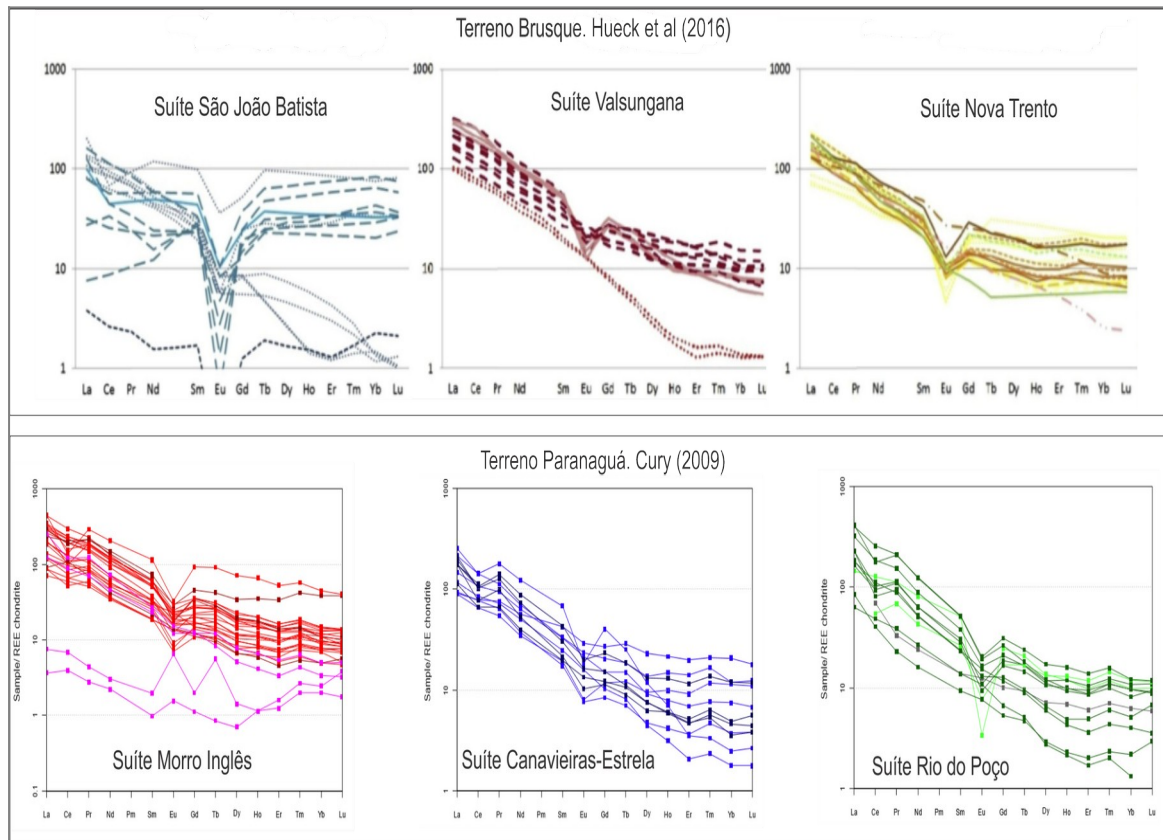 Terreno Brusque. Hueck et al (2016)
1000 1000 1000
Suíte São João Batista Suíte Valsungana Suíte Nova Trento
100 100 100
10 10 10
1 1 1
La Ce Pr Nd Sm Eu Gd Tb Dy Ho Er Tm Yb Lu La Ce Pr Nd Sm Eu Gd Tb Dy Ho Er Tm Yb Lu La Ce Pr Nd Sm Eu Gd Tb Dy Ho Er Tm Yb Lu
Terreno Paranaguá. Cury (2009)
Sample/ REE chondrite
1000
100
10
1
0.1
Suíte Morro Inglês
La Ce Pr Nd Pm Sm Eu Gd Tb Dy Ho Er Tm Yb Lu
Sample/ REE chondrite
1000
100
10
1
Suíte Canavieiras-Estrela
La Ce Pr Nd Pm Sm Eu Gd Tb Dy Ho Er Tm Yb Lu
Sample/ REE chondrite
1000
100
10
1
Suíte Rio do Poço
La Ce Pr Nd Pm Sm Eu Gd Tb Dy Ho Er Tm Yb Lu